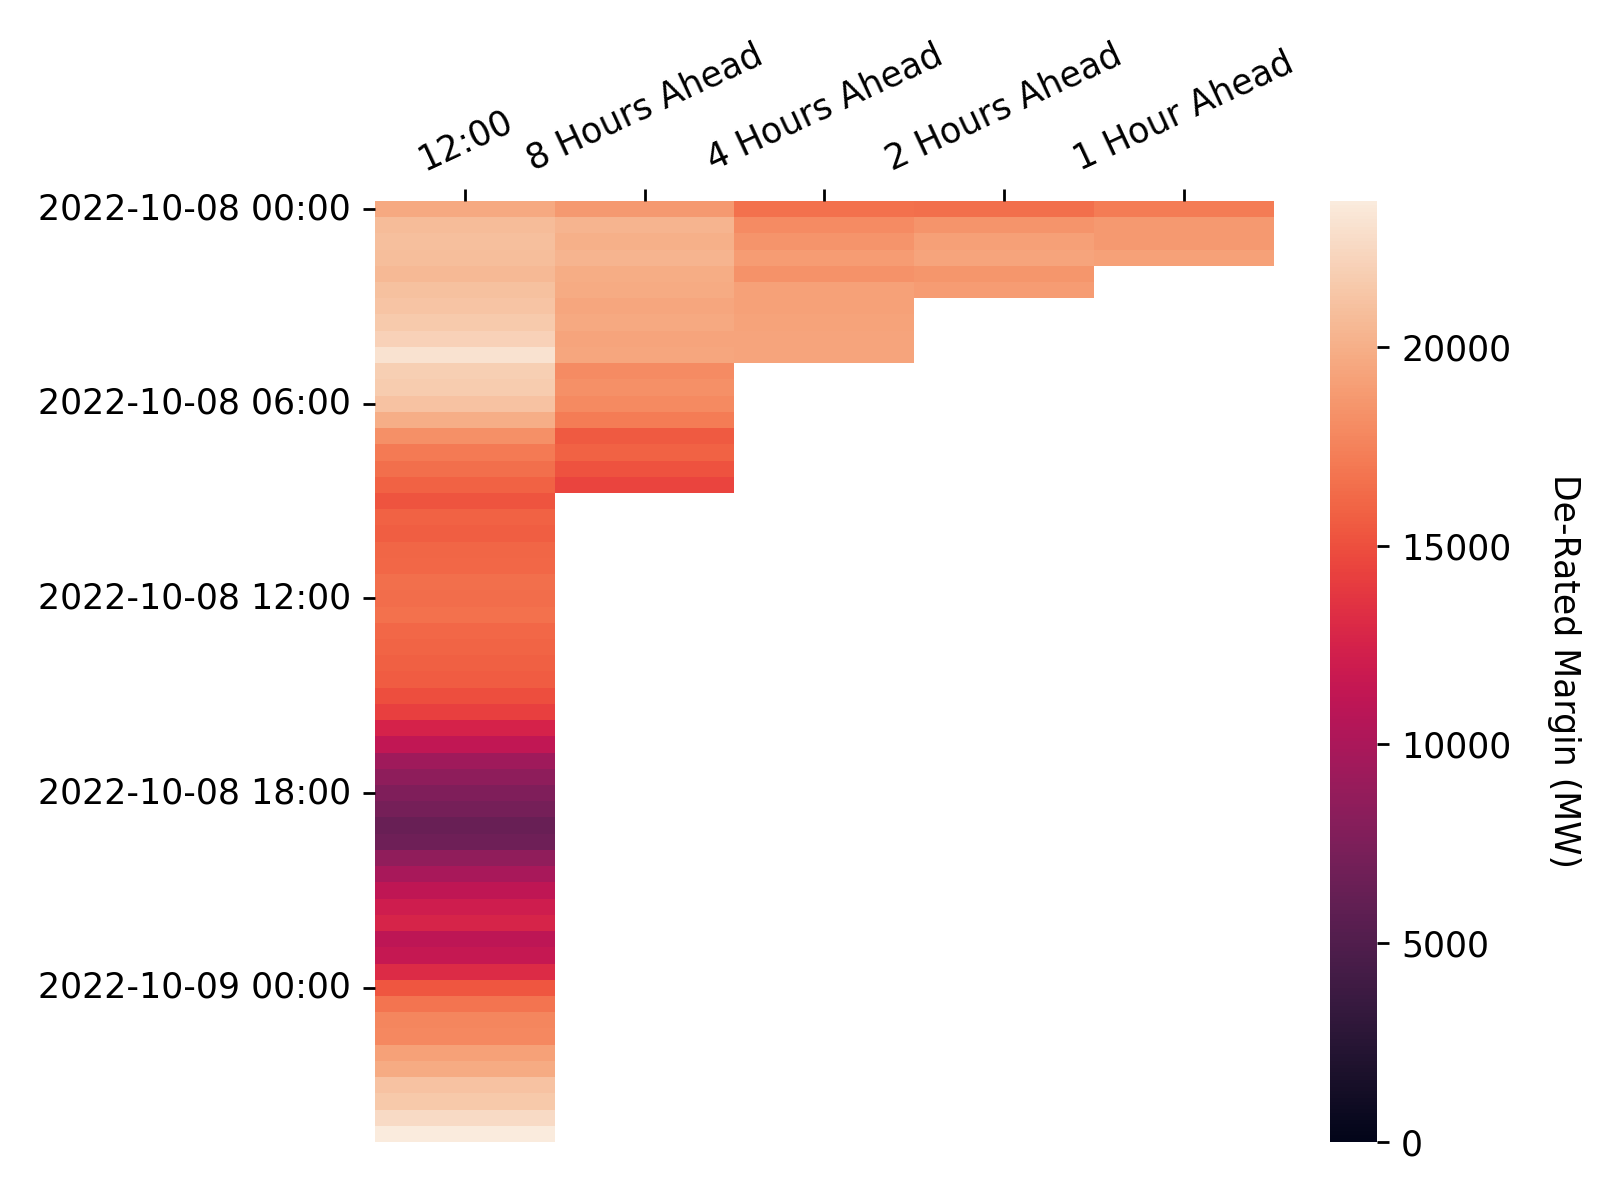 12:00
8 Hours Ahead
4 Hours Ahead
2 Hours Ahead
1 Hour Ahead
2022-10-08 00:00
2022-10-08 06:00
2022-10-08 12:00
2022-10-08 18:00
2022-10-09 00:00
20000
15000
10000
5000
0
De-Rated Margin (MW)